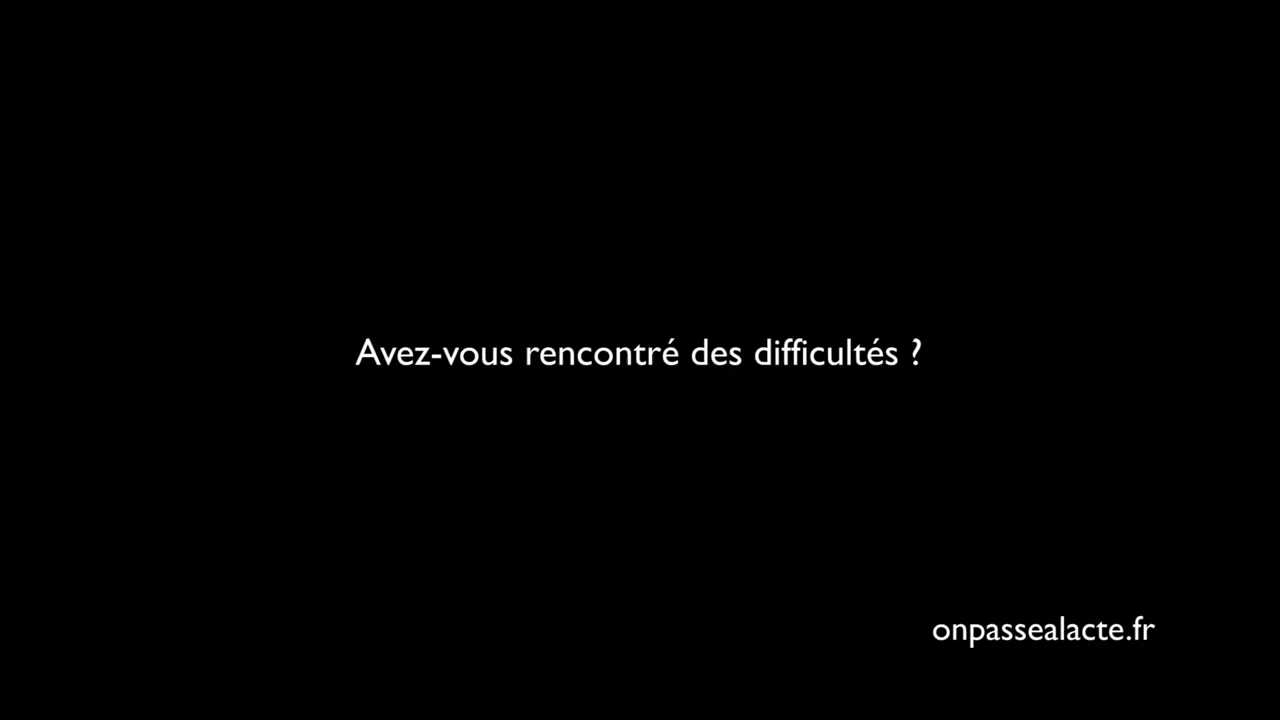 Avez-vous rencontré des difficultés ?
onpassealacte.fr